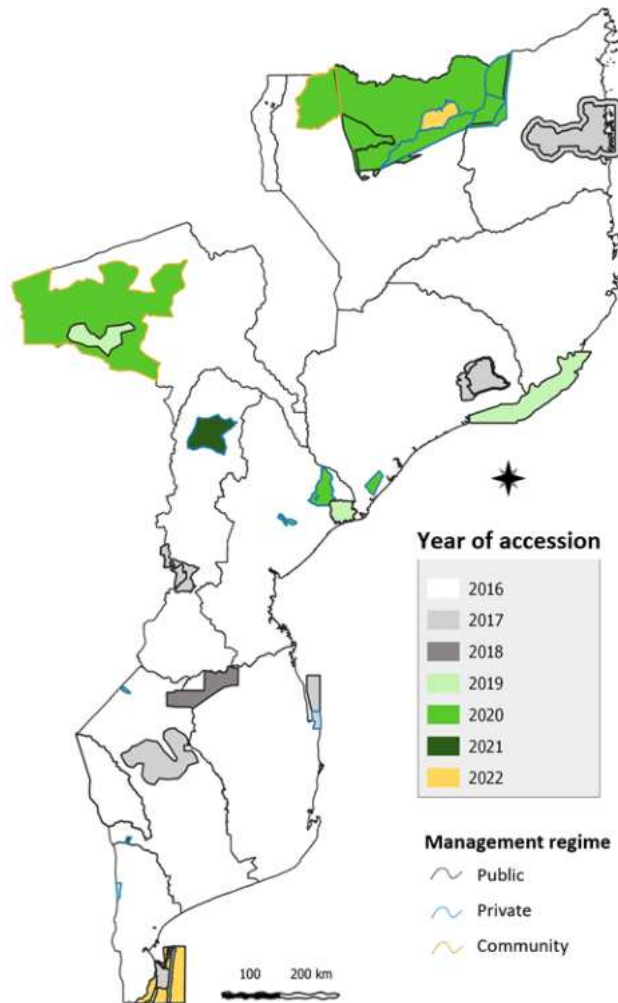 Year of accession
2016
2017
2018
2019
2020
2021
2022
Management regime
Public
Private
Community
100 200 km